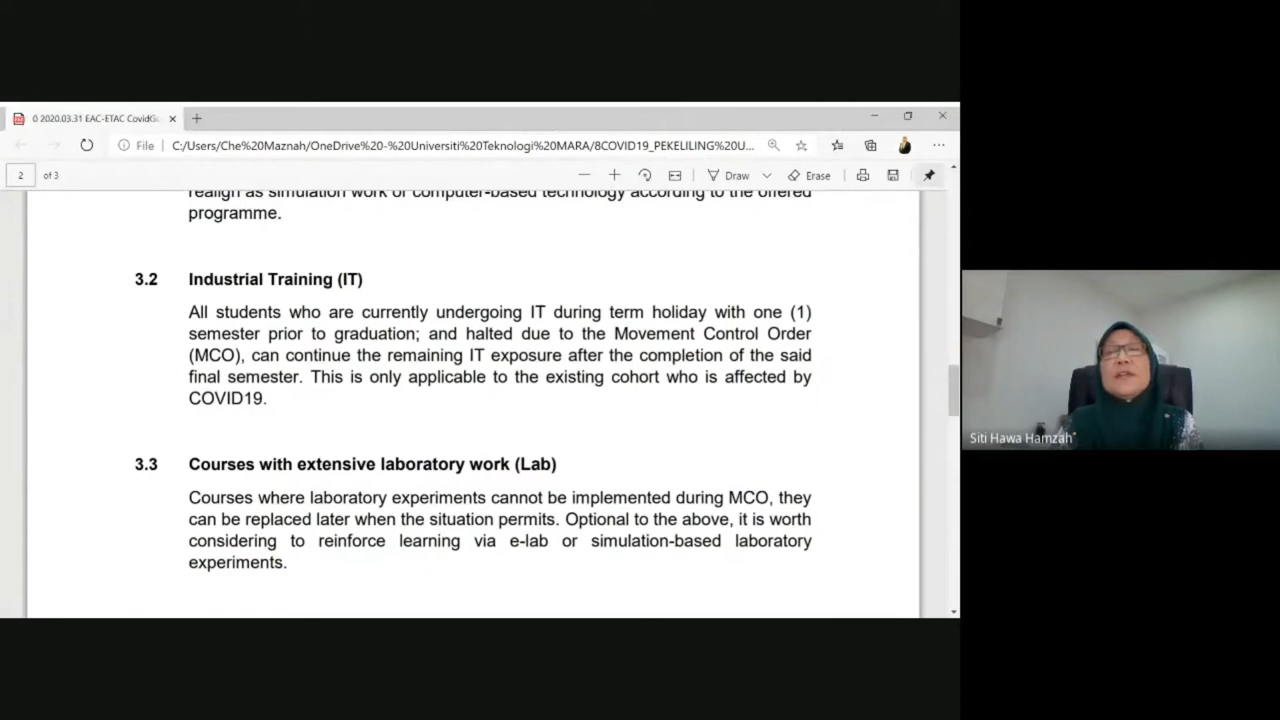 0 2020.03.31 EAC-ETAC CovidG
File
C:/Users/Che%20Maznah/OneDrive%20-%20Universiti%20Teknologi%20MARA/8COVID19_PEKELILING%20U...
2 of 3
Draw
Erase
realign as simulation work or computer-based technology according to the offered
programme.
3.2 Industrial Training (IT)
All students who are currently undergoing IT during term holiday with one (1)
semester prior to graduation; and halted due to the Movement Control Order
(MCO), can continue the remaining IT exposure after the completion of the said
final semester. This is only applicable to the existing cohort who is affected by
COVID19.
Siti Hawa Hamzah
3.3 Courses with extensive laboratory work (Lab)
Courses where laboratory experiments cannot be implemented during MCO, they
can be replaced later when the situation permits. Optional to the above, it is worth
considering to reinforce learning via e-lab or simulation-based laboratory
experiments.